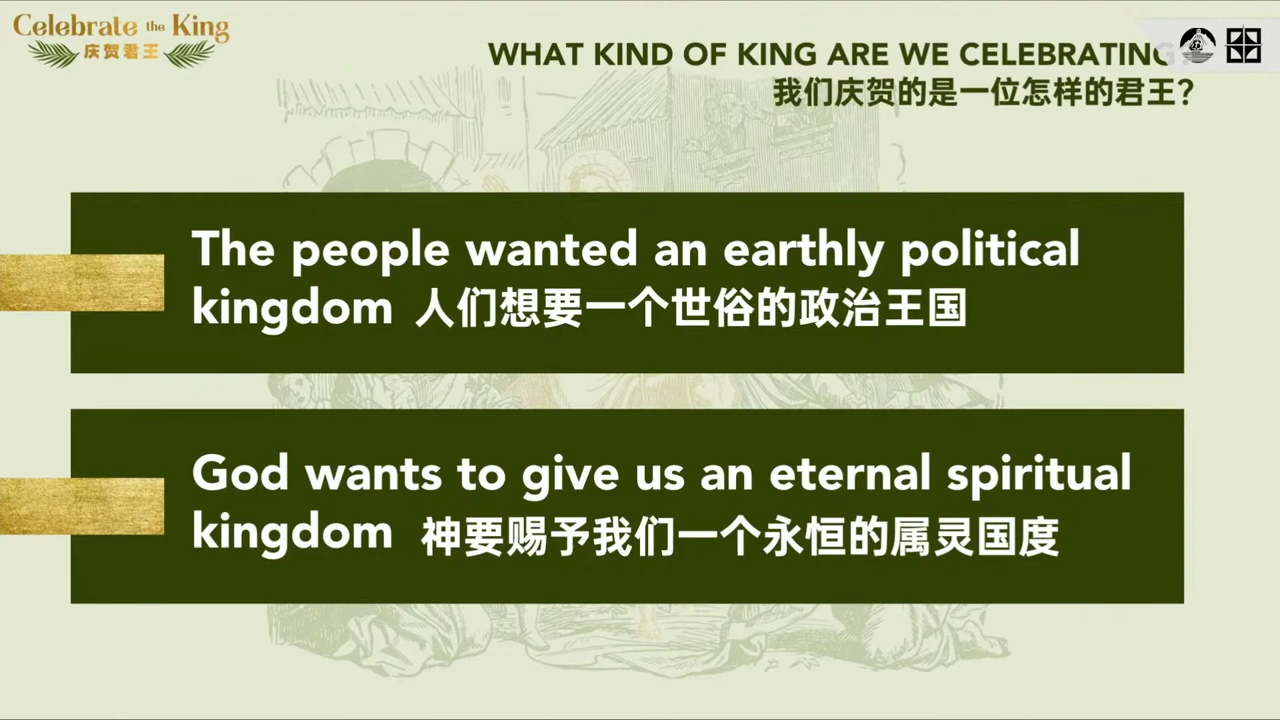 Celebrate the King
庆贺君王
WHAT KIND OF KING ARE WE CELEBRATING?
我们庆贺的是一位怎样的君王？
The people wanted an earthly political
kingdom 人们想要一个世俗的政治王国
God wants to give us an eternal spiritual
kingdom 神要赐予我们一个永恒的属灵国度